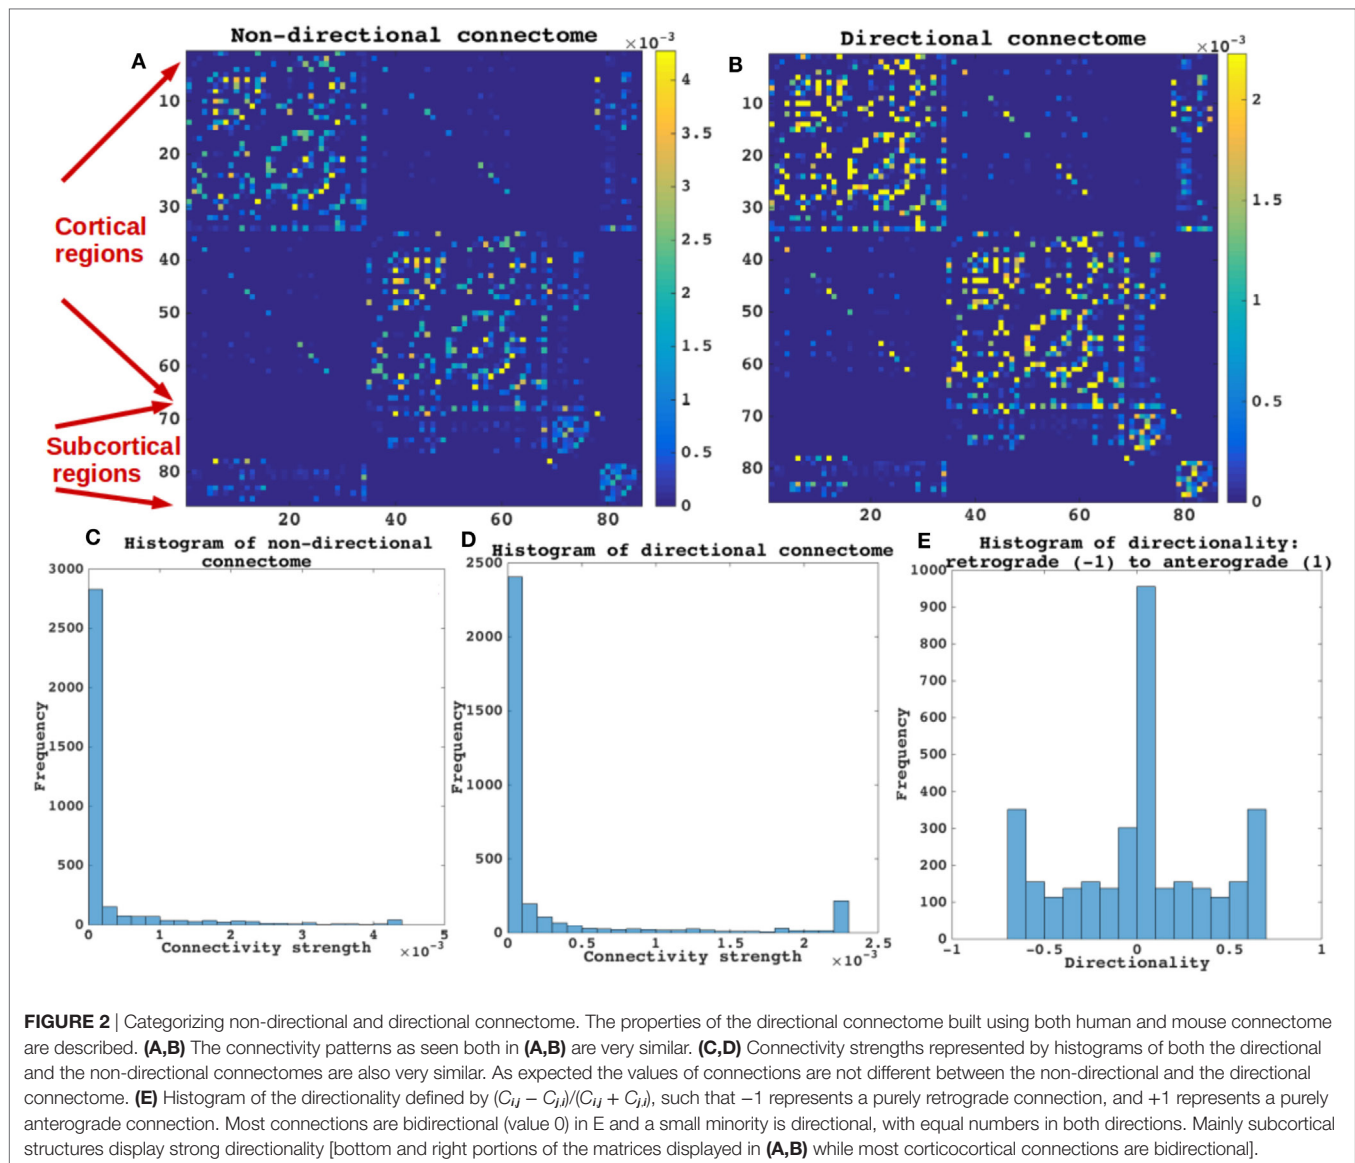 Non-directional connectome
Directional connectome
A
×10⁻³
B
×10⁻³
10
20
30
40
50
60
70
80
20
40
60
80
4
3.5
3
2.5
2
1.5
1
0.5
0
10
20
30
40
50
60
70
80
20
40
60
80
2
1.5
1
0.5
0
Cortical
regions
Subcortical
regions
C
Histogram of non-directional
connectome
3000
2500
2000
1500
1000
500
0
Frequency
0
1
2
3
4
5
Connectivity strength
×10⁻³
D
Histogram of directional connectome
2500
2000
1500
1000
500
0
Frequency
0
0.5
1
1.5
2
2.5
Connectivity strength
×10⁻³
E
Histogram of directionality:
retrograde (-1) to anterograde (1)
1000
900
800
700
600
500
400
300
200
100
0
Frequency
-1
-0.5
0
0.5
1
Directionality
FIGURE 2 | Categorizing non-directional and directional connectome. The properties of the directional connectome built using both human and mouse connectome
are described. (A,B) The connectivity patterns as seen both in (A,B) are very similar. (C,D) Connectivity strengths represented by histograms of both the directional
and the non-directional connectomes are also very similar. As expected the values of connections are not different between the non-directional and the directional
connectome. (E) Histogram of the directionality defined by (Ci,j − Cj,i)/(Ci,j + Cj,i), such that −1 represents a purely retrograde connection, and +1 represents a purely
anterograde connection. Most connections are bidirectional (value 0) in E and a small minority is directional, with equal numbers in both directions. Mainly subcortical
structures display strong directionality [bottom and right portions of the matrices displayed in (A,B) while most corticocortical connections are bidirectional].